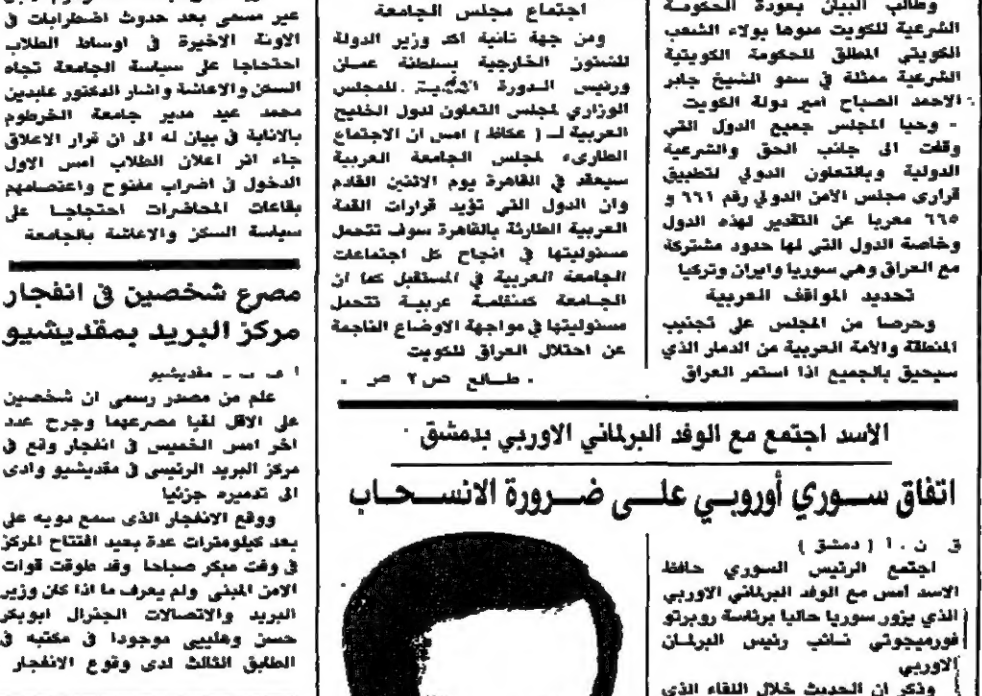 وطالب البيان بعودة الحكومة
الشرعية للكويت منوها بولاء الشعب
الكويتي المطلق للحكومة الكويتية
الشرعية ممثلة في سمو الشيخ جابر
الاحمد الصباح امير دولة الكويت
- وحيا المجلس جميع الدول التي
وقفت الى جانب الحق والشرعية
الدولية وبالتعاون الدولي لتطبيق
قرارى مجلس الامن الدولي رقم ٦٦١ و
٦٦٥ معربا عن التقدير لهذه الدول
وخاصة الدول التي لها حدود مشتركة
مع العراق وهي سوريا وايران وتركيا
تحديد المواقف العربية
وحرصا من المجلس على تجنيب
المنطقة والامة العربية من الدمار الذي
سيحيق بالجميع اذا استمر العراق
اجتماع مجلس الجامعة
ومن جهة ثانية اكد وزير الدولة
للشئون الخارجية بسلطنة عمان
ورئيس الدورة للمجلس
الوزاري لمجلس التعاون لدول الخليج
العربية لـ ( عكاظ ) امس ان الاجتماع
الطارىء لمجلس الجامعة العربية
سيعقد في القاهرة يوم الاثنين القادم
وان الدول التي تؤيد قرارات القمة
العربية الطارئة بالقاهرة سوف تتحمل
مسئوليتها في انجاح كل اجتماعات
الجامعة العربية في المستقبل كما ان
الجامعة كمنظمة عربية تتحمل
مسئوليتها في مواجهة الاوضاع الناجمة
عن احتلال العراق للكويت
. طالع ص ٢
الاسد اجتمع مع الوفد البرلماني الاوربي بدمشق
اتفاق سوري أوروبي على ضرورة الانسحاب
ق . ن . ا ( دمشق )
اجتمع الرئيس السوري حافظ
الاسد أمس مع الوفد البرلماني الاوربي
الذي يزور سوريا حاليا برئاسة روبرتو
فورميجوتي نائب رئيس البرلمان
الاوربي
وذكر ان الحديث خلال اللقاء الذي
غير مسمى بعد حدوث اضطرابات في
الاونة الاخيرة في اوساط الطلاب
احتجاجا على سياسة الجامعة تجاه
السكن والاعاشة واشار الدكتور عابدين
محمد عبد مدير جامعة الخرطوم
بالانابة في بيان له الى ان قرار الاغلاق
جاء اثر اعلان الطلاب امس الاول
الدخول في اضراب مفتوح واعتصامهم
بقاعات المحاضرات احتجاجا على
سياسة السكن والاعاشة بالجامعة
مصرع شخصين في انفجار
مركز البريد بمقديشيو
ا ف ب - مقديشيو
علم من مصدر رسمى ان شخصين
على الاقل لقيا مصرعهما وجرح عدد
اخر امس الخميس في انفجار وقع في
مركز البريد الرئيسى في مقديشيو وادى
الى تدميره جزئيا
ووقع الانفجار الذى سمع دويه على
بعد كيلومترات عدة بعيد افتتاح المركز
في وقت مبكر صباحا وقد طوقت قوات
الامن المبنى ولم يعرف ما اذا كان وزير
البريد والاتصالات الجنرال ابوبكر
حسن وهلييى موجودا في مكتبه في
الطابق الثالث لدى وقوع الانفجار